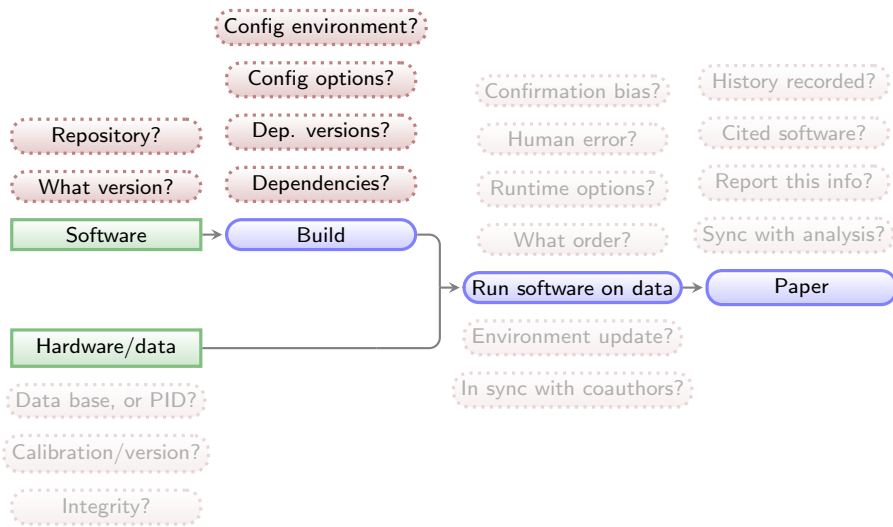 Config environment?
Config options?
Dep. versions?
Dependencies?
Repository?
What version?
Software
Build
Confirmation bias?
Human error?
Runtime options?
What order?
Run software on data
Environment update?
In sync with coauthors?
History recorded?
Cited software?
Report this info?
Sync with analysis?
Paper
Hardware/data
Data base, or PID?
Calibration/version?
Integrity?